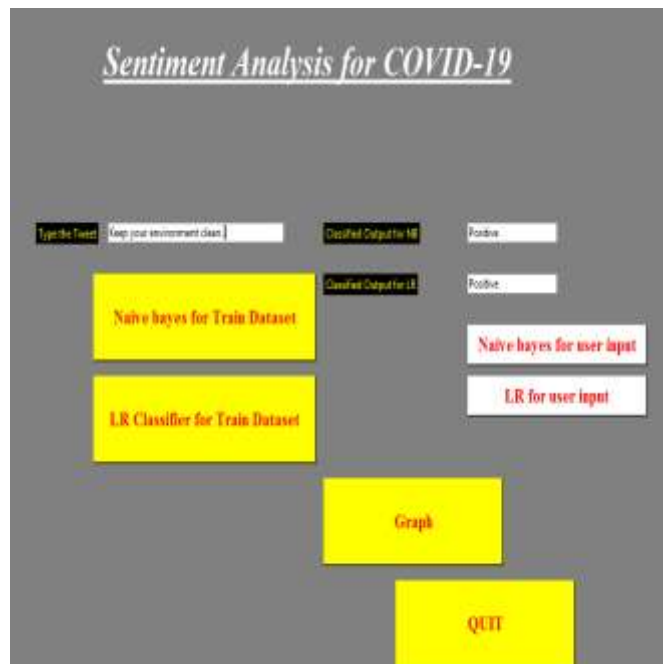 Sentiment Analysis for COVID-19
Type the Tweet
Keep your environment clean.
Classified Output for NB
Positive
Classified Output for LR
Positive
Naive bayes for Train Dataset
Naive bayes for user input
LR for user input
LR Classifier for Train Dataset
Graph
QUIT